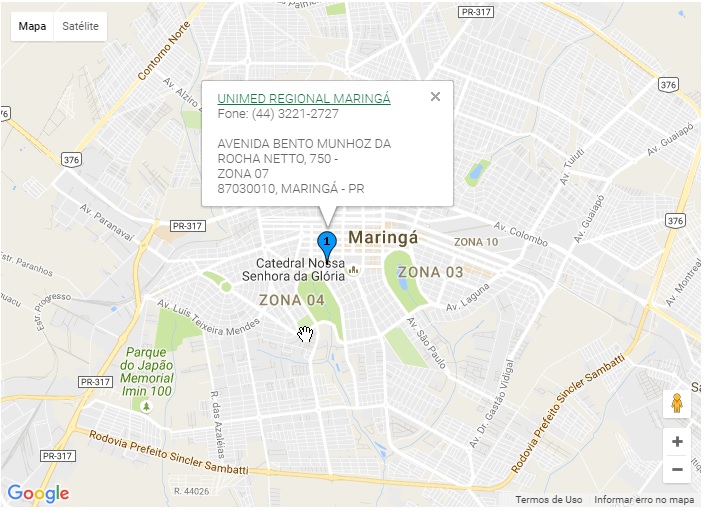 Mapa
Satélite
PR-317
Contorno Norte
376
Av. Alziro Z
UNIMED REGIONAL MARINGÁ
Fone: (44) 3221-2727
AVENIDA BENTO MUNHOZ DA
ROCHA NETTO, 750 -
ZONA 07
87030010, MARINGÁ - PR
376
Av. Tuiuti
Av. Guaiapó
Av. Guaiapó
376
Av. Paranavaí
PR-317
1
Maringá
ZONA 10
Av. Colombo
Catedral Nossa
Senhora da Glória
ZONA 03
ZONA 04
Estr. Paranhos
Estr. Progresso
Av. Luís Teixeira Mendes
Av. Laguna
Av. São Paulo
Av. Montreal
Parque
do Japão
Memorial
Imin 100
PR-317
R. das Azaléias
Av. Dr. Gastão Vidigal
Rodovia Prefeito Sincler Sambatti
Rodovia Prefeito Sincler Sambatti
PR-317
R. 44026
Google
Termos de Uso
Informar erro no mapa